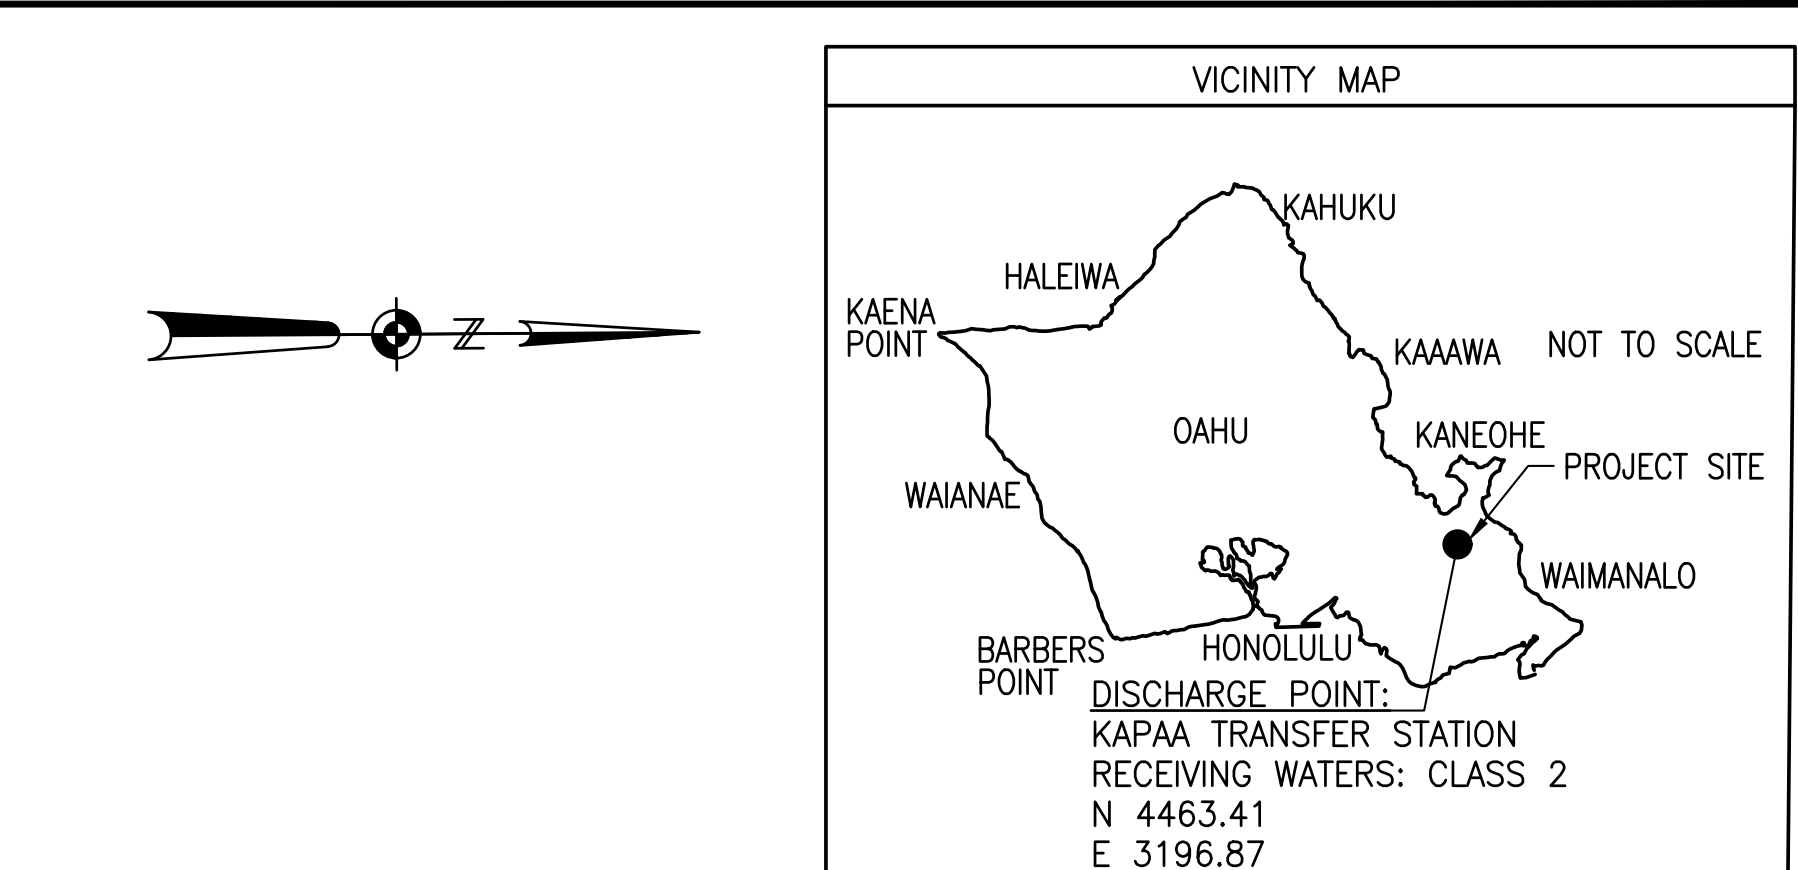 VICINITY MAP
KAHUKU
HALEIWA
KAENA
POINT
KAAAWA
NOT TO SCALE
OAHU
KANEOHE
PROJECT SITE
WAIANAE
WAIMANALO
BARBERS
POINT
HONOLULU
DISCHARGE POINT:
KAPAA TRANSFER STATION
RECEIVING WATERS: CLASS 2
N 4463.41
E 3196.87
N